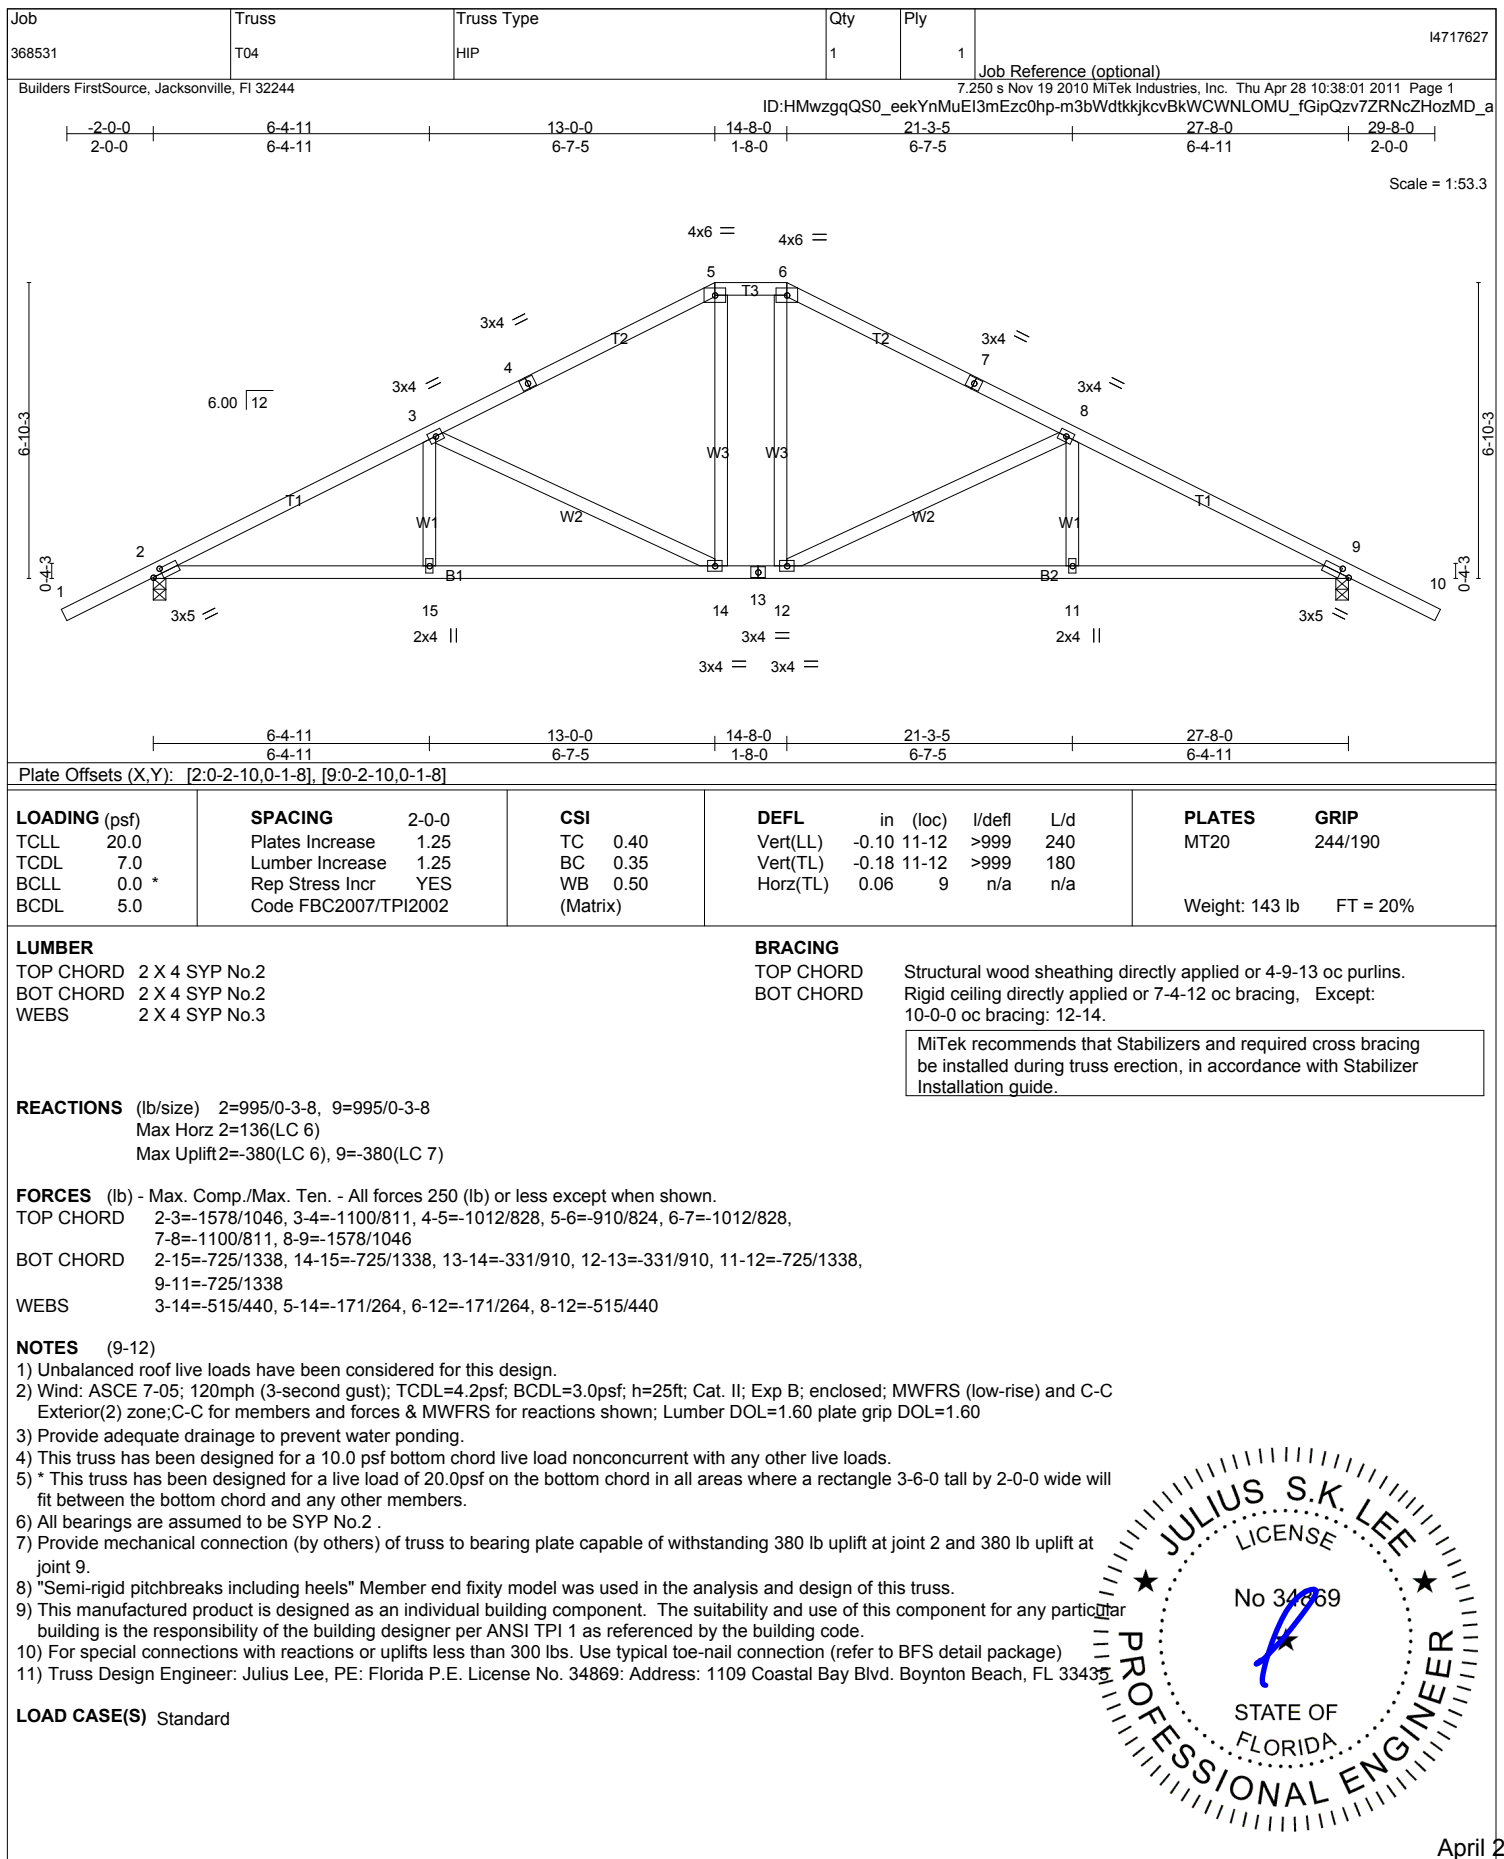 Job Truss Truss Type Qty Ply
368531 T04 HIP 1 1 I4717627
Job Reference (optional)
Builders FirstSource, Jacksonville, Fl 32244 7.250 s Nov 19 2010 MiTek Industries, Inc. Thu Apr 28 10:38:01 2011 Page 1
ID:HMwzgqQS0_eekYnMuEI3mEzc0hp-m3bWdtkkjkcvBkWCWNLOMU_fGipQzv7ZRNcZHozMD_a
-2-0-0 6-4-11 13-0-0 14-8-0 21-3-5 27-8-0 29-8-0
2-0-0 6-4-11 6-7-5 1-8-0 6-7-5 6-4-11 2-0-0
Scale = 1:53.3
4x6 = 4x6 =
5 6
T3
3x4 T2 T2 3x4
4 7
3x4 3x4
6.00 12
3 8
6-10-3 6-10-3
W3 W3
T1 W1 W2 W2 W1 T1
2 9
0-4-3 0-4-3
1 B1 B2 10
3x5 15 14 13 12 11 3x5
2x4 || 3x4 = 2x4 ||
3x4 = 3x4 =
6-4-11 13-0-0 14-8-0 21-3-5 27-8-0
6-4-11 6-7-5 1-8-0 6-7-5 6-4-11
Plate Offsets (X,Y): [2:0-2-10,0-1-8], [9:0-2-10,0-1-8]
LOADING (psf) SPACING 2-0-0 CSI DEFL in (loc) l/defl L/d PLATES GRIP
TCLL 20.0 Plates Increase 1.25 TC 0.40 Vert(LL) -0.10 11-12 >999 240 MT20 244/190
TCDL 7.0 Lumber Increase 1.25 BC 0.35 Vert(TL) -0.18 11-12 >999 180
BCLL 0.0 * Rep Stress Incr YES WB 0.50 Horz(TL) 0.06 9 n/a n/a
BCDL 5.0 Code FBC2007/TPI2002 (Matrix) Weight: 143 lb FT = 20%
LUMBER
TOP CHORD 2 X 4 SYP No.2
BOT CHORD 2 X 4 SYP No.2
WEBS 2 X 4 SYP No.3
BRACING
TOP CHORD Structural wood sheathing directly applied or 4-9-13 oc purlins.
BOT CHORD Rigid ceiling directly applied or 7-4-12 oc bracing, Except:
10-0-0 oc bracing: 12-14.
MiTek recommends that Stabilizers and required cross bracing
be installed during truss erection, in accordance with Stabilizer
Installation guide.
REACTIONS (lb/size) 2=995/0-3-8, 9=995/0-3-8
Max Horz 2=136(LC 6)
Max Uplift 2=-380(LC 6), 9=-380(LC 7)
FORCES (lb) - Max. Comp./Max. Ten. - All forces 250 (lb) or less except when shown.
TOP CHORD 2-3=-1578/1046, 3-4=-1100/811, 4-5=-1012/828, 5-6=-910/824, 6-7=-1012/828,
7-8=-1100/811, 8-9=-1578/1046
BOT CHORD 2-15=-725/1338, 14-15=-725/1338, 13-14=-331/910, 12-13=-331/910, 11-12=-725/1338,
9-11=-725/1338
WEBS 3-14=-515/440, 5-14=-171/264, 6-12=-171/264, 8-12=-515/440
NOTES (9-12)
1) Unbalanced roof live loads have been considered for this design.
2) Wind: ASCE 7-05; 120mph (3-second gust); TCDL=4.2psf; BCDL=3.0psf; h=25ft; Cat. II; Exp B; enclosed; MWFRS (low-rise) and C-C
Exterior(2) zone;C-C for members and forces & MWFRS for reactions shown; Lumber DOL=1.60 plate grip DOL=1.60
3) Provide adequate drainage to prevent water ponding.
4) This truss has been designed for a 10.0 psf bottom chord live load nonconcurrent with any other live loads.
5) * This truss has been designed for a live load of 20.0psf on the bottom chord in all areas where a rectangle 3-6-0 tall by 2-0-0 wide will
fit between the bottom chord and any other members.
6) All bearings are assumed to be SYP No.2 .
7) Provide mechanical connection (by others) of truss to bearing plate capable of withstanding 380 lb uplift at joint 2 and 380 lb uplift at
joint 9.
8) "Semi-rigid pitchbreaks including heels" Member end fixity model was used in the analysis and design of this truss.
9) This manufactured product is designed as an individual building component. The suitability and use of this component for any particular
building is the responsibility of the building designer per ANSI TPI 1 as referenced by the building code.
10) For special connections with reactions or uplifts less than 300 lbs. Use typical toe-nail connection (refer to BFS detail package)
11) Truss Design Engineer: Julius Lee, PE: Florida P.E. License No. 34869: Address: 1109 Coastal Bay Blvd. Boynton Beach, FL 33435
LOAD CASE(S) Standard
JULIUS S.K. LEE
LICENSE
No 34869
STATE OF
FLORIDA
PROFESSIONAL ENGINEER
April 2